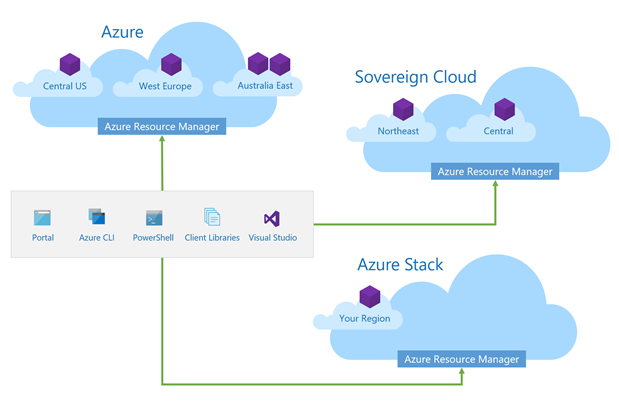 Azure
Central US
West Europe
Australia East
Azure Resource Manager
Sovereign Cloud
Northeast
Central
Azure Resource Manager
Portal
Azure CLI
PowerShell
Client Libraries
Visual Studio
Azure Stack
Your Region
Azure Resource Manager